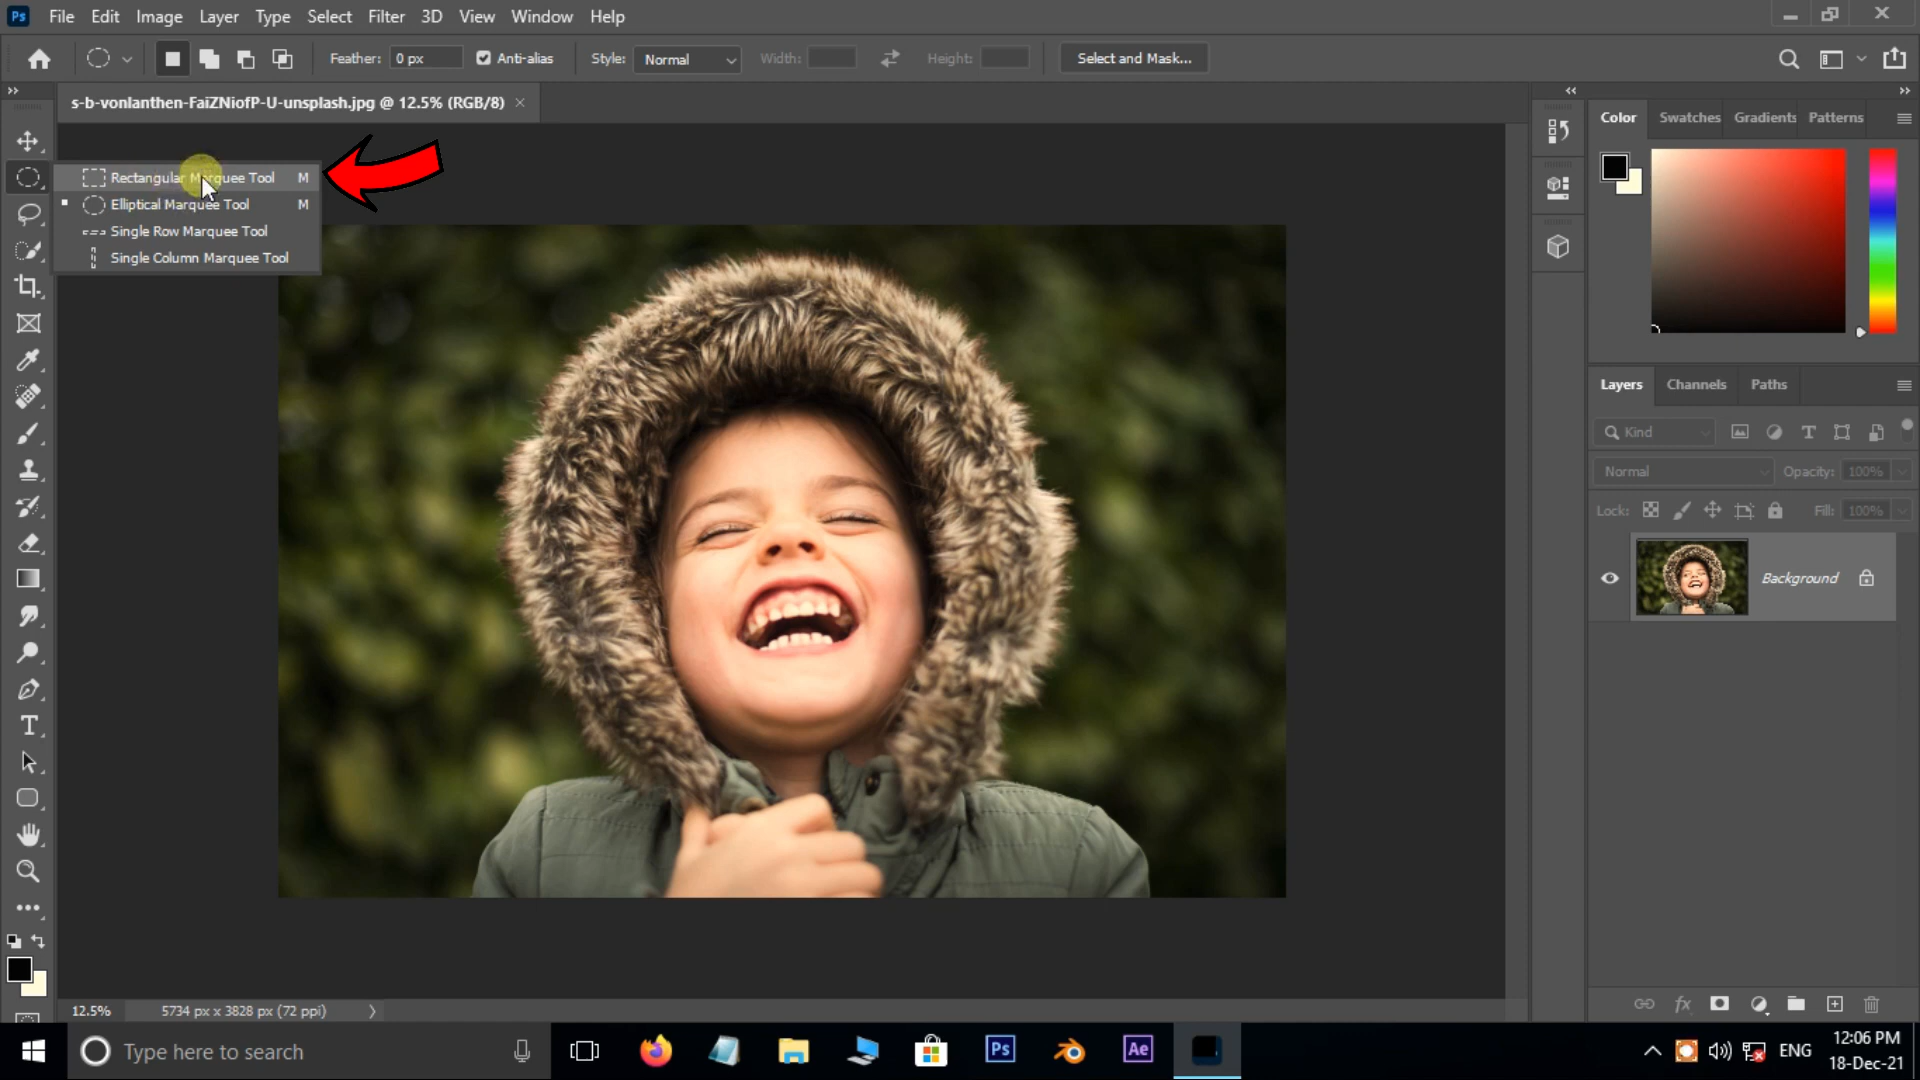 Ps File Edit Image Layer Type Select Filter 3D View Window Help
Feather: 0 px Anti-alias Style: Normal Width: Height: Select and Mask...
s-b-vonlanthen-FaiZNiofP-U-unsplash.jpg @ 12.5% (RGB/8)
Color Swatches Gradients Patterns
Rectangular Marquee Tool M
Elliptical Marquee Tool M
Single Row Marquee Tool
Single Column Marquee Tool
Layers Channels Paths
Kind
Normal Opacity: 100%
Lock: Fill: 100%
Background
12.5% 5734 px x 3828 px (72 ppi)
Type here to search
Ps Ae
ENG
12:06 PM
18-Dec-21